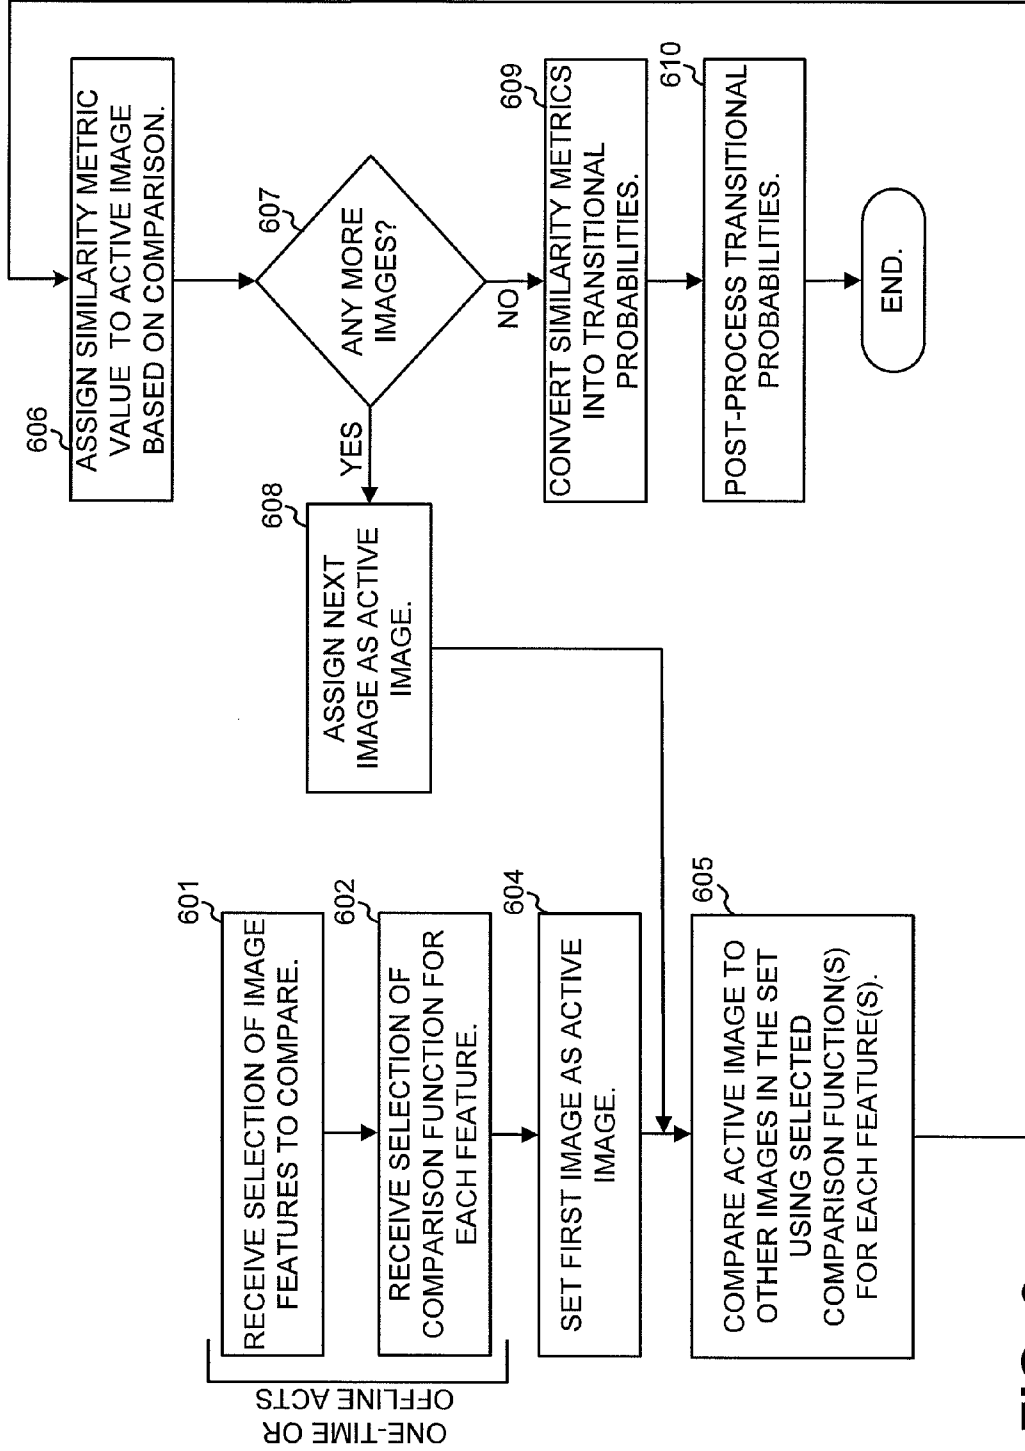 ONE-TIME OR
OFFLINE ACTS
601
RECEIVE SELECTION OF IMAGE
FEATURES TO COMPARE.
602
RECEIVE SELECTION OF
COMPARISON FUNCTION FOR
EACH FEATURE.
604
SET FIRST IMAGE AS ACTIVE
IMAGE.
605
COMPARE ACTIVE IMAGE TO
OTHER IMAGES IN THE SET
USING SELECTED
COMPARISON FUNCTION(S)
FOR EACH FEATURE(S).
606
ASSIGN SIMILARITY METRIC
VALUE TO ACTIVE IMAGE
BASED ON COMPARISON.
607
ANY MORE
IMAGES?
YES
NO
608
ASSIGN NEXT
IMAGE AS ACTIVE
IMAGE.
609
CONVERT SIMILARITY METRICS
INTO TRANSITIONAL
PROBABILITIES.
610
POST-PROCESS TRANSITIONAL
PROBABILITIES.
END.